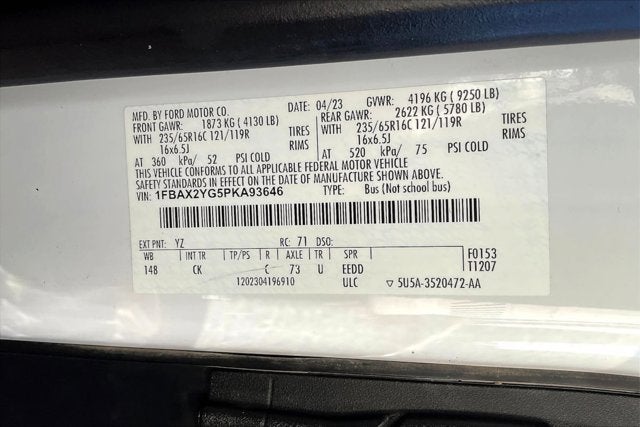 MFD. BY FORD MOTOR CO.
DATE: 04/23 GVWR: 4196 KG ( 9250 LB)
FRONT GAWR: 1873 KG ( 4130 LB) REAR GAWR: 2622 KG ( 5780 LB)
WITH 235/65R16C 121/119R TIRES WITH 235/65R16C 121/119R TIRES
16x6.5J RIMS 16x6.5J RIMS
AT 360 kPa/ 52 PSI COLD AT 520 kPa/ 75 PSI COLD
THIS VEHICLE CONFORMS TO ALL APPLICABLE FEDERAL MOTOR VEHICLE
SAFETY STANDARDS IN EFFECT ON THE DATE OF MANUFACTURE SHOWN ABOVE.
VIN: 1FBAX2YG5PKA93646 TYPE: Bus (Not school bus)
EXT PNT: YZ RC: 71 DSO:
WB INT TR TP/PS R AXLE TR SPR F0153
148 CK C 73 U EEDD T1207
1202304196910 ULC ▽ 5U5A-3520472-AA